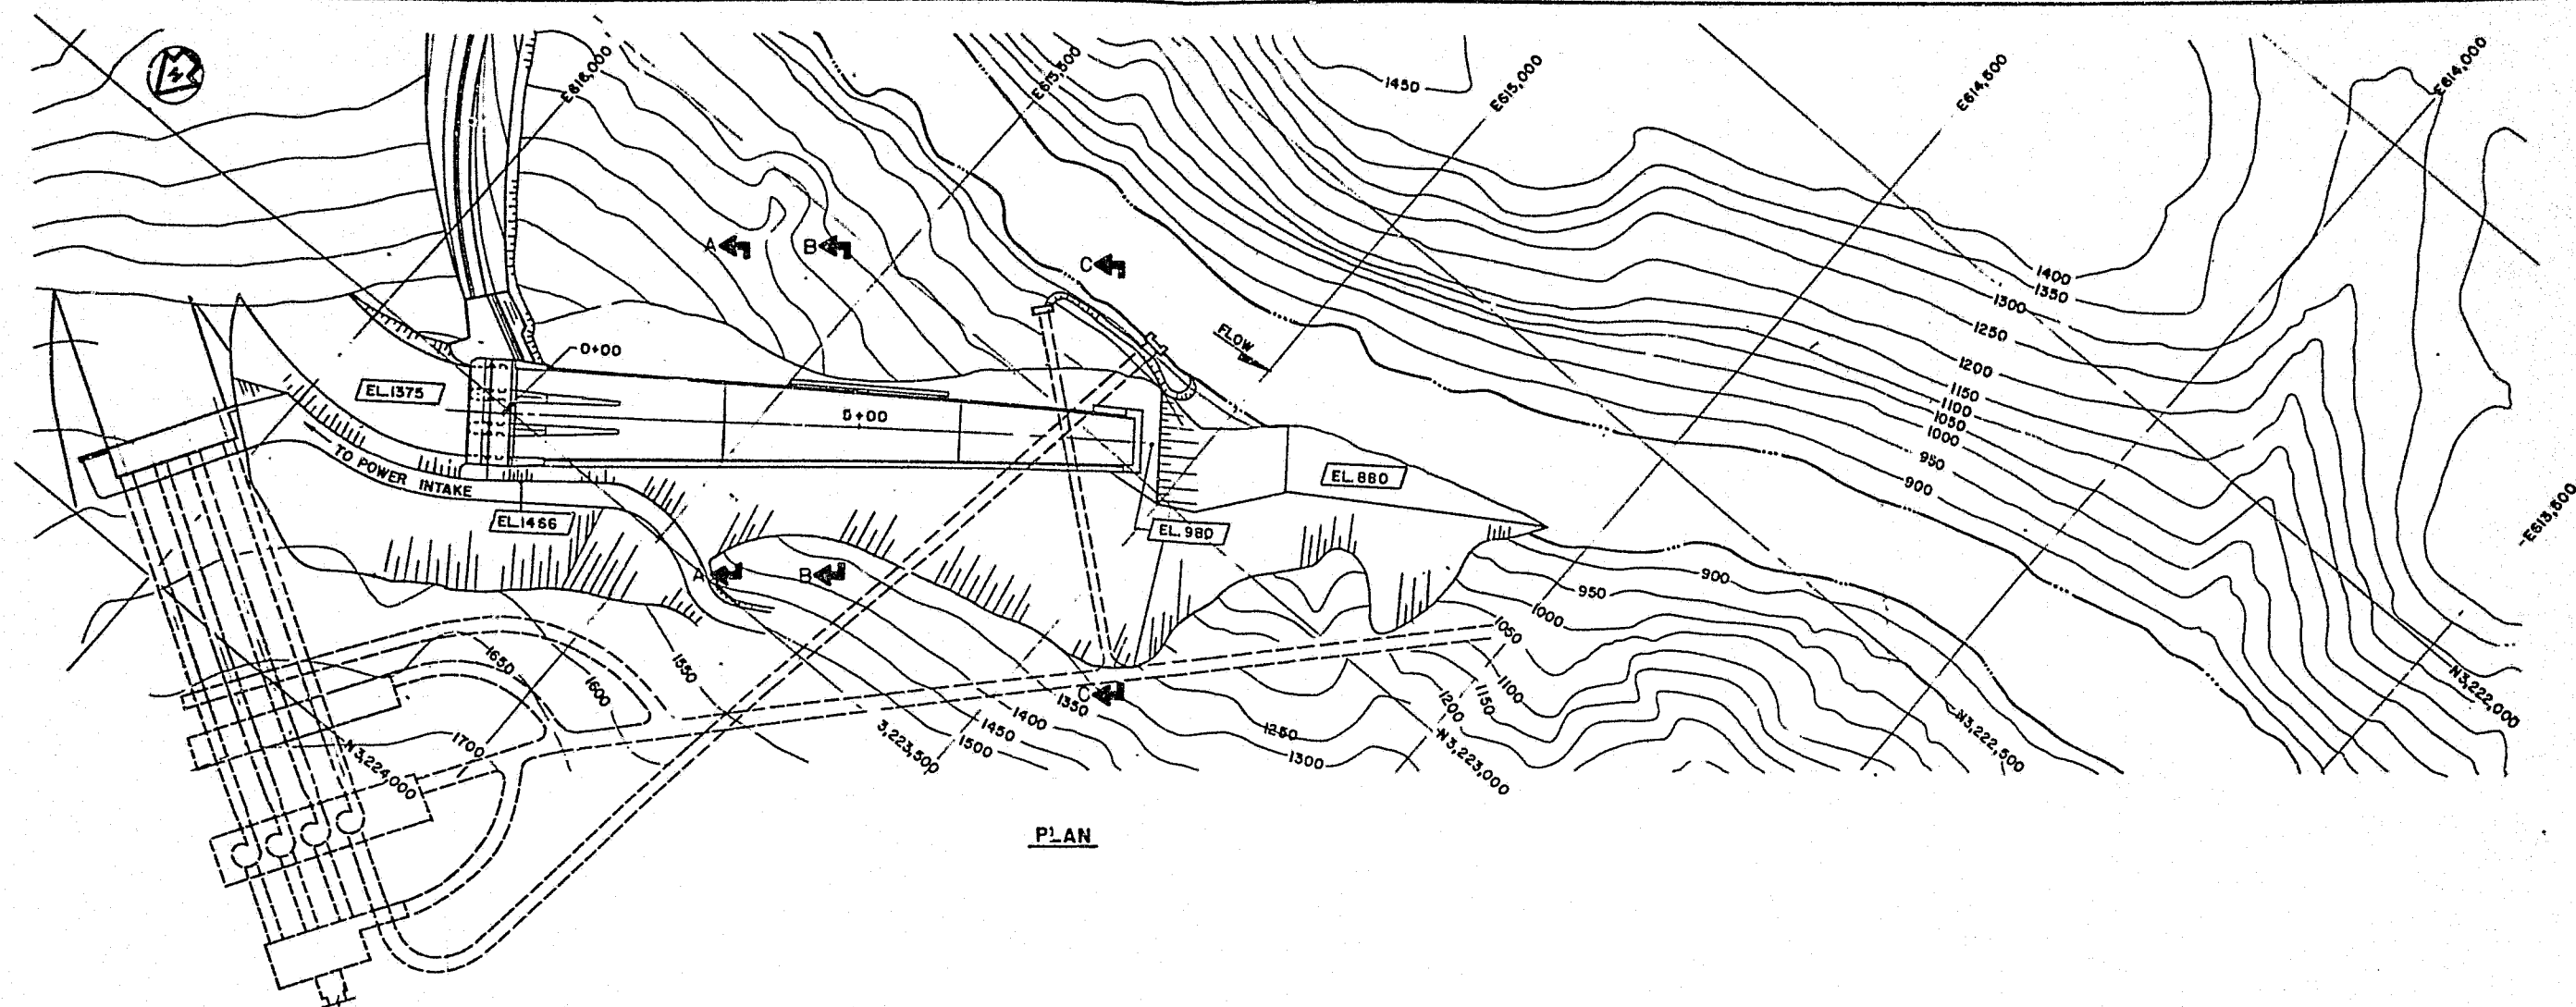 N
E616,000
E615,500
E615,000
E614,500
E614,000
E613,500
1450
A
B
C
FLOW
0+00
5+00
EL.1375
TO POWER INTAKE
EL.1466
EL.980
EL.880
A
B
C
1400
1350
1300
1250
1200
1150
1100
1050
1000
950
900
900
950
1000
1050
1100
1150
1200
1250
1300
1350
1400
1450
1500
1550
1600
1650
1700
N3,224,000
3,223,500
N3,223,000
N3,222,500
N3,222,000
PLAN